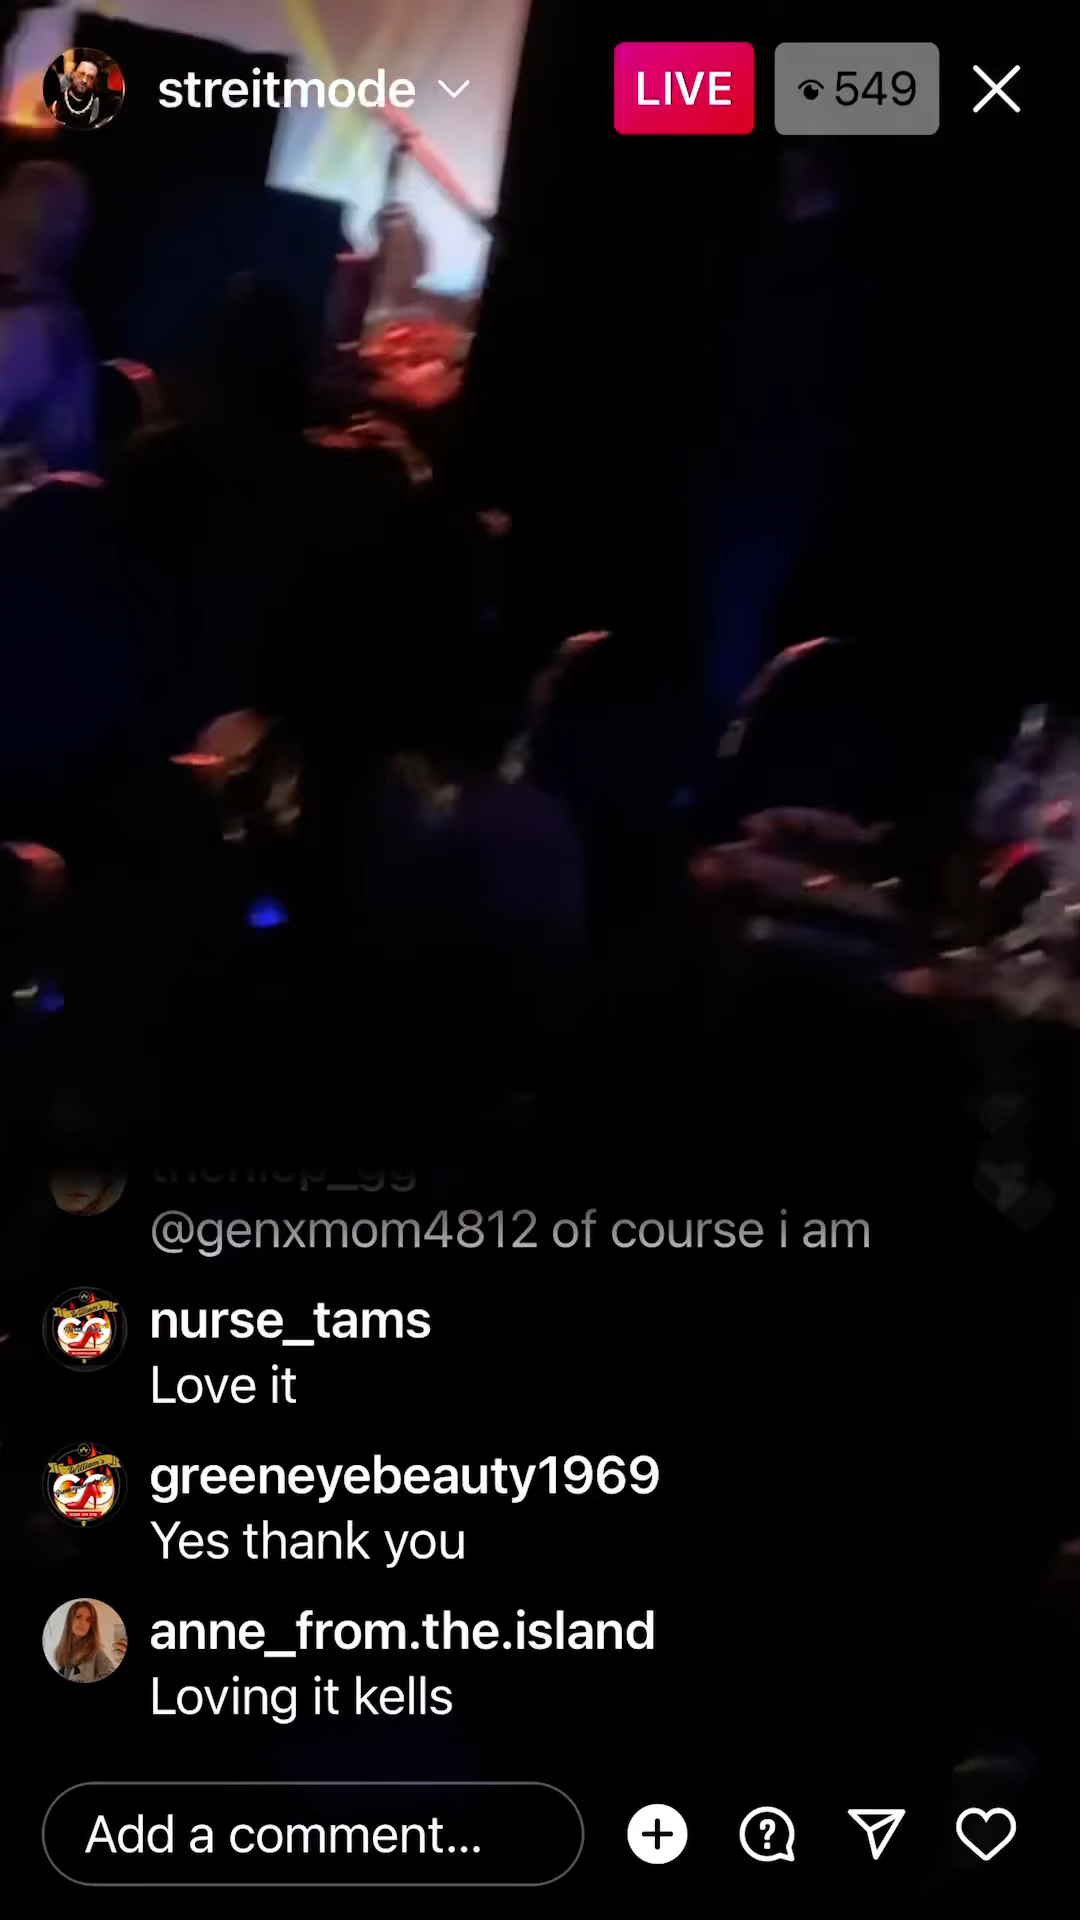 streitmode
LIVE
549
@genxmom4812 of course i am
nurse_tams
Love it
greeneyebeauty1969
Yes thank you
anne_from.the.island
Loving it kells
Add a comment...